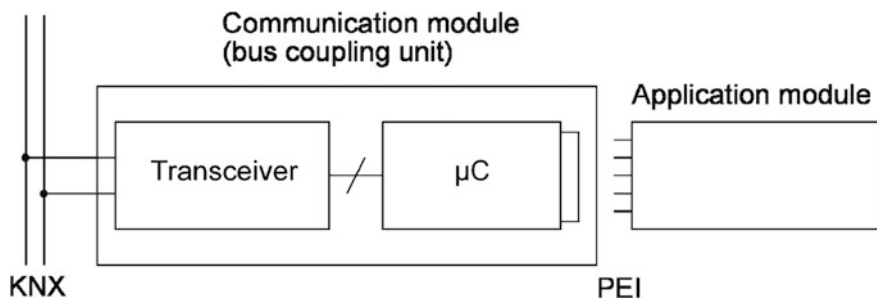 Communication module
(bus coupling unit)
Application module
Transceiver
µC
KNX
PEI